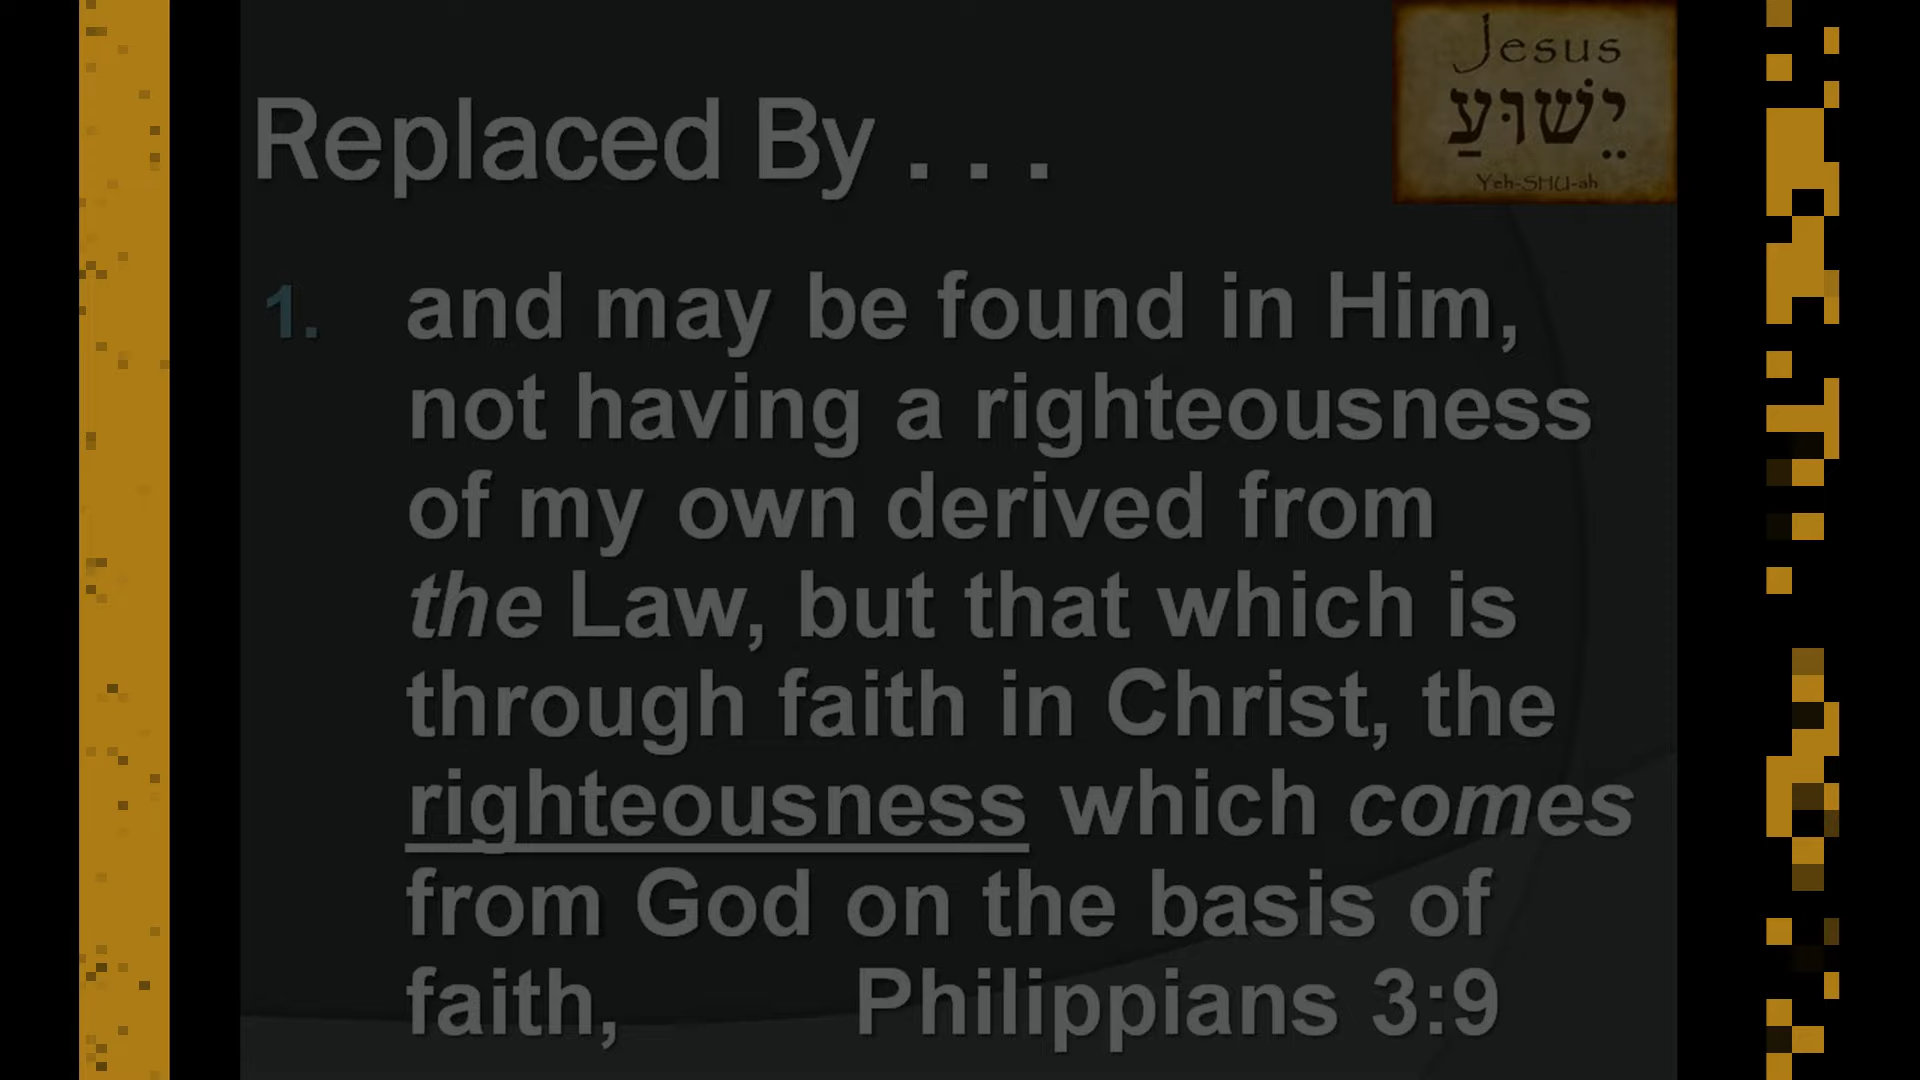 Jesus
יֵשׁוּעַ
Yeh-SHU-ah
Replaced By . . .
1. and may be found in Him,
not having a righteousness
of my own derived from
the Law, but that which is
through faith in Christ, the
righteousness which comes
from God on the basis of
faith, Philippians 3:9